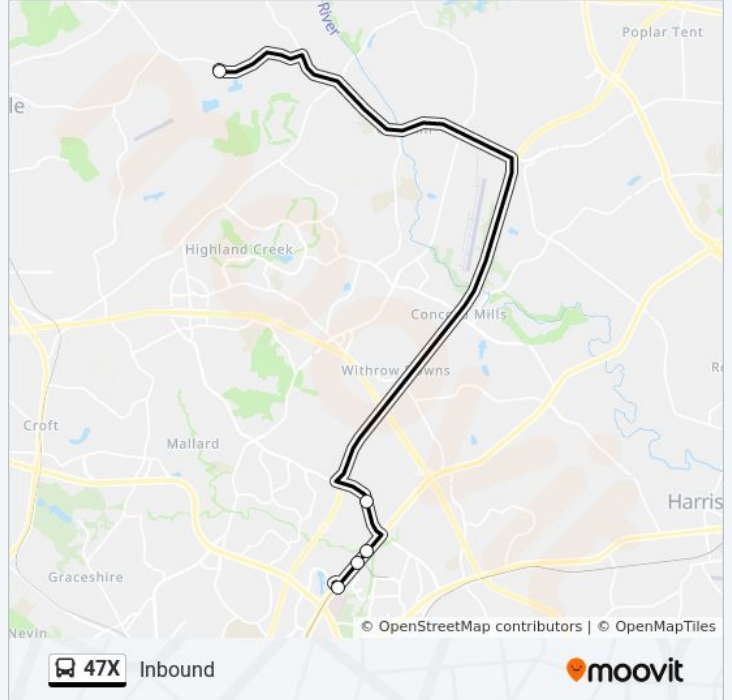 River
Poplar Tent
le
Highland Creek
Concord Mills
Withrow Downs
Croft
Mallard
Harris
Graceshire
Nevin
© OpenStreetMap contributors | © OpenMapTiles
47X Inbound
moovit